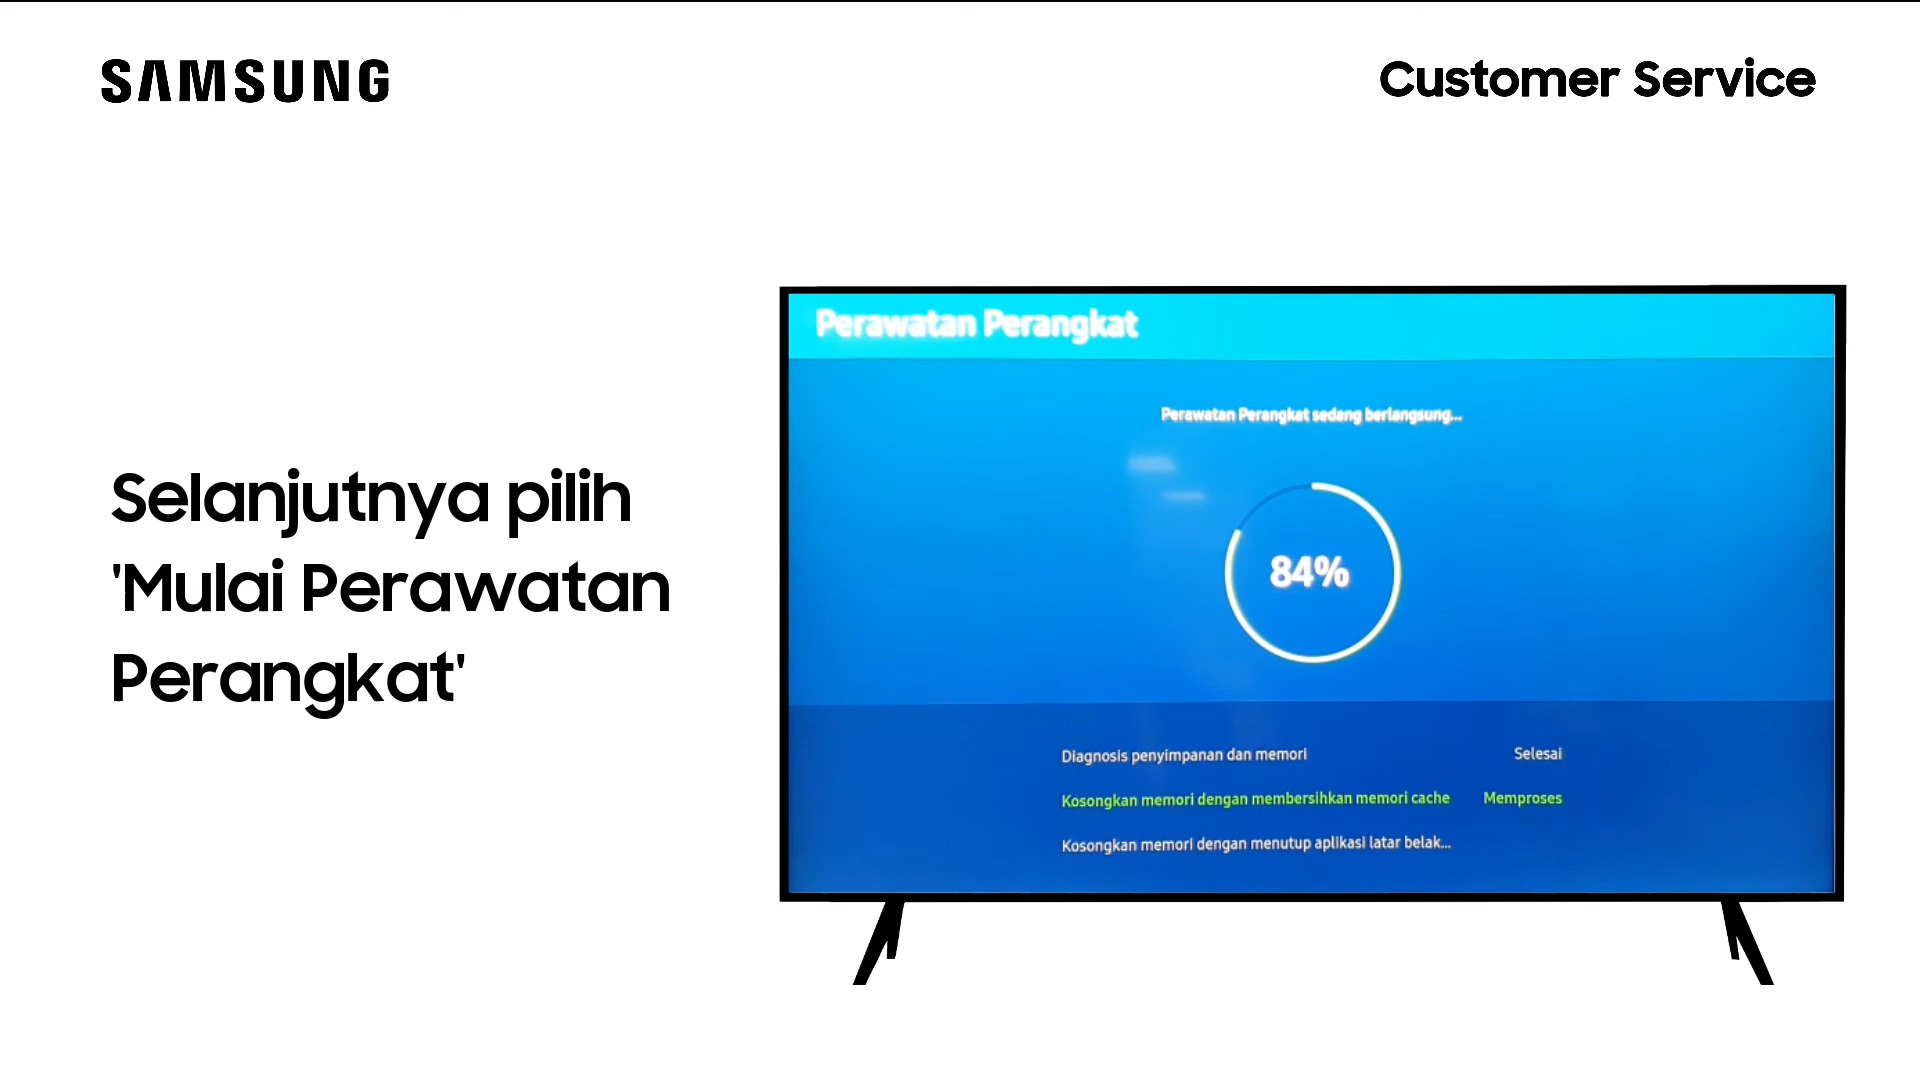 SAMSUNG
Customer Service
Selanjutnya pilih
'Mulai Perawatan
Perangkat'
Perawatan Perangkat
Perawatan Perangkat sedang berlangsung...
84%
Diagnosis penyimpanan dan memori Selesai
Kosongkan memori dengan membersihkan memori cache Memproses
Kosongkan memori dengan menutup aplikasi latar belak...